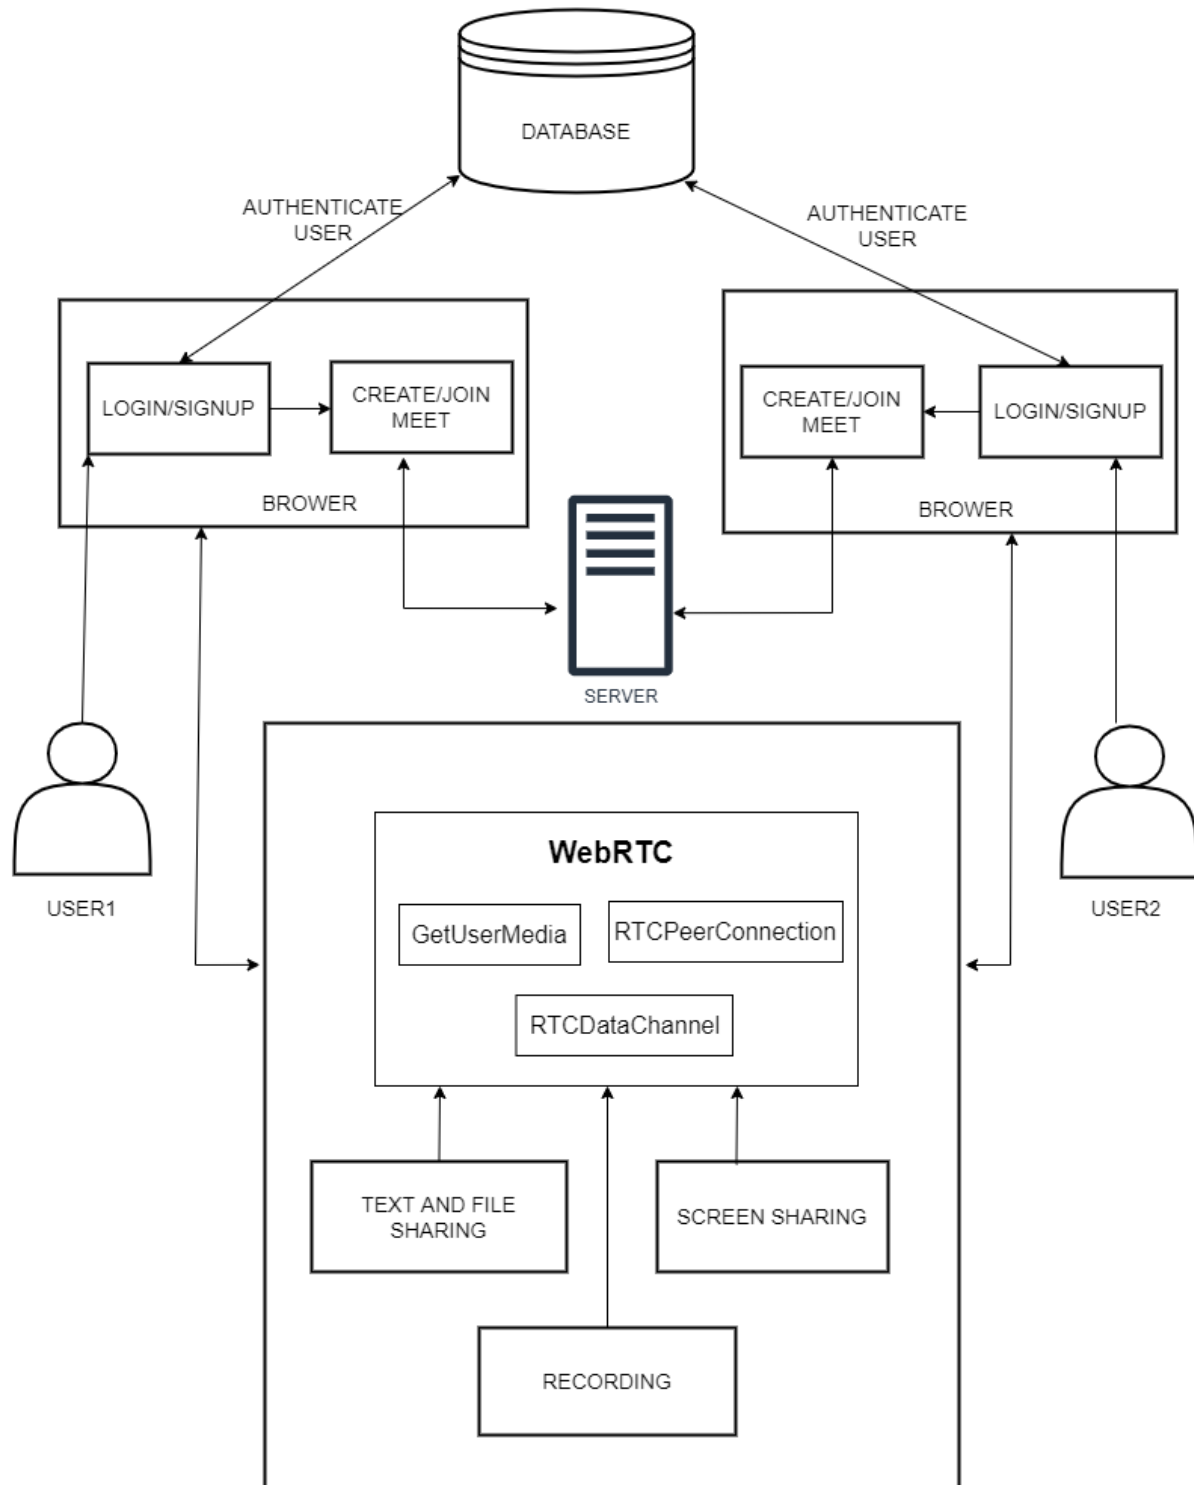 DATABASE
AUTHENTICATE
USER
AUTHENTICATE
USER
LOGIN/SIGNUP
CREATE/JOIN
MEET
BROWER
CREATE/JOIN
MEET
LOGIN/SIGNUP
BROWER
SERVER
USER1
USER2
WebRTC
GetUserMedia
RTCPeerConnection
RTCDataChannel
TEXT AND FILE
SHARING
SCREEN SHARING
RECORDING